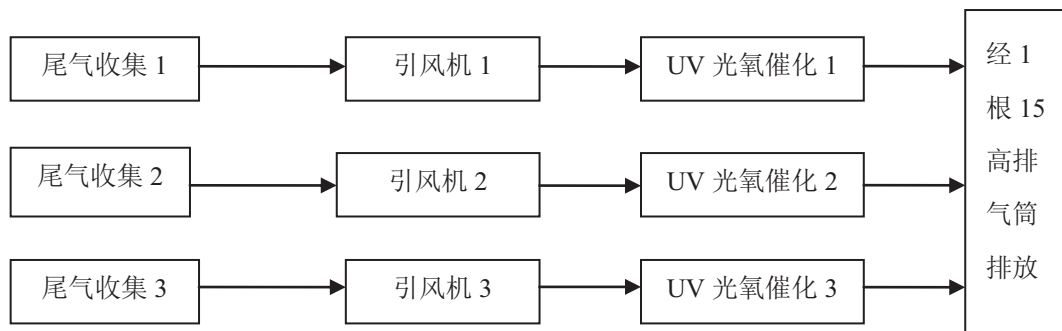 尾气收集 1
引风机 1
UV 光氧催化 1
尾气收集 2
引风机 2
UV 光氧催化 2
尾气收集 3
引风机 3
UV 光氧催化 3
经 1
根 15
高排
气筒
排放